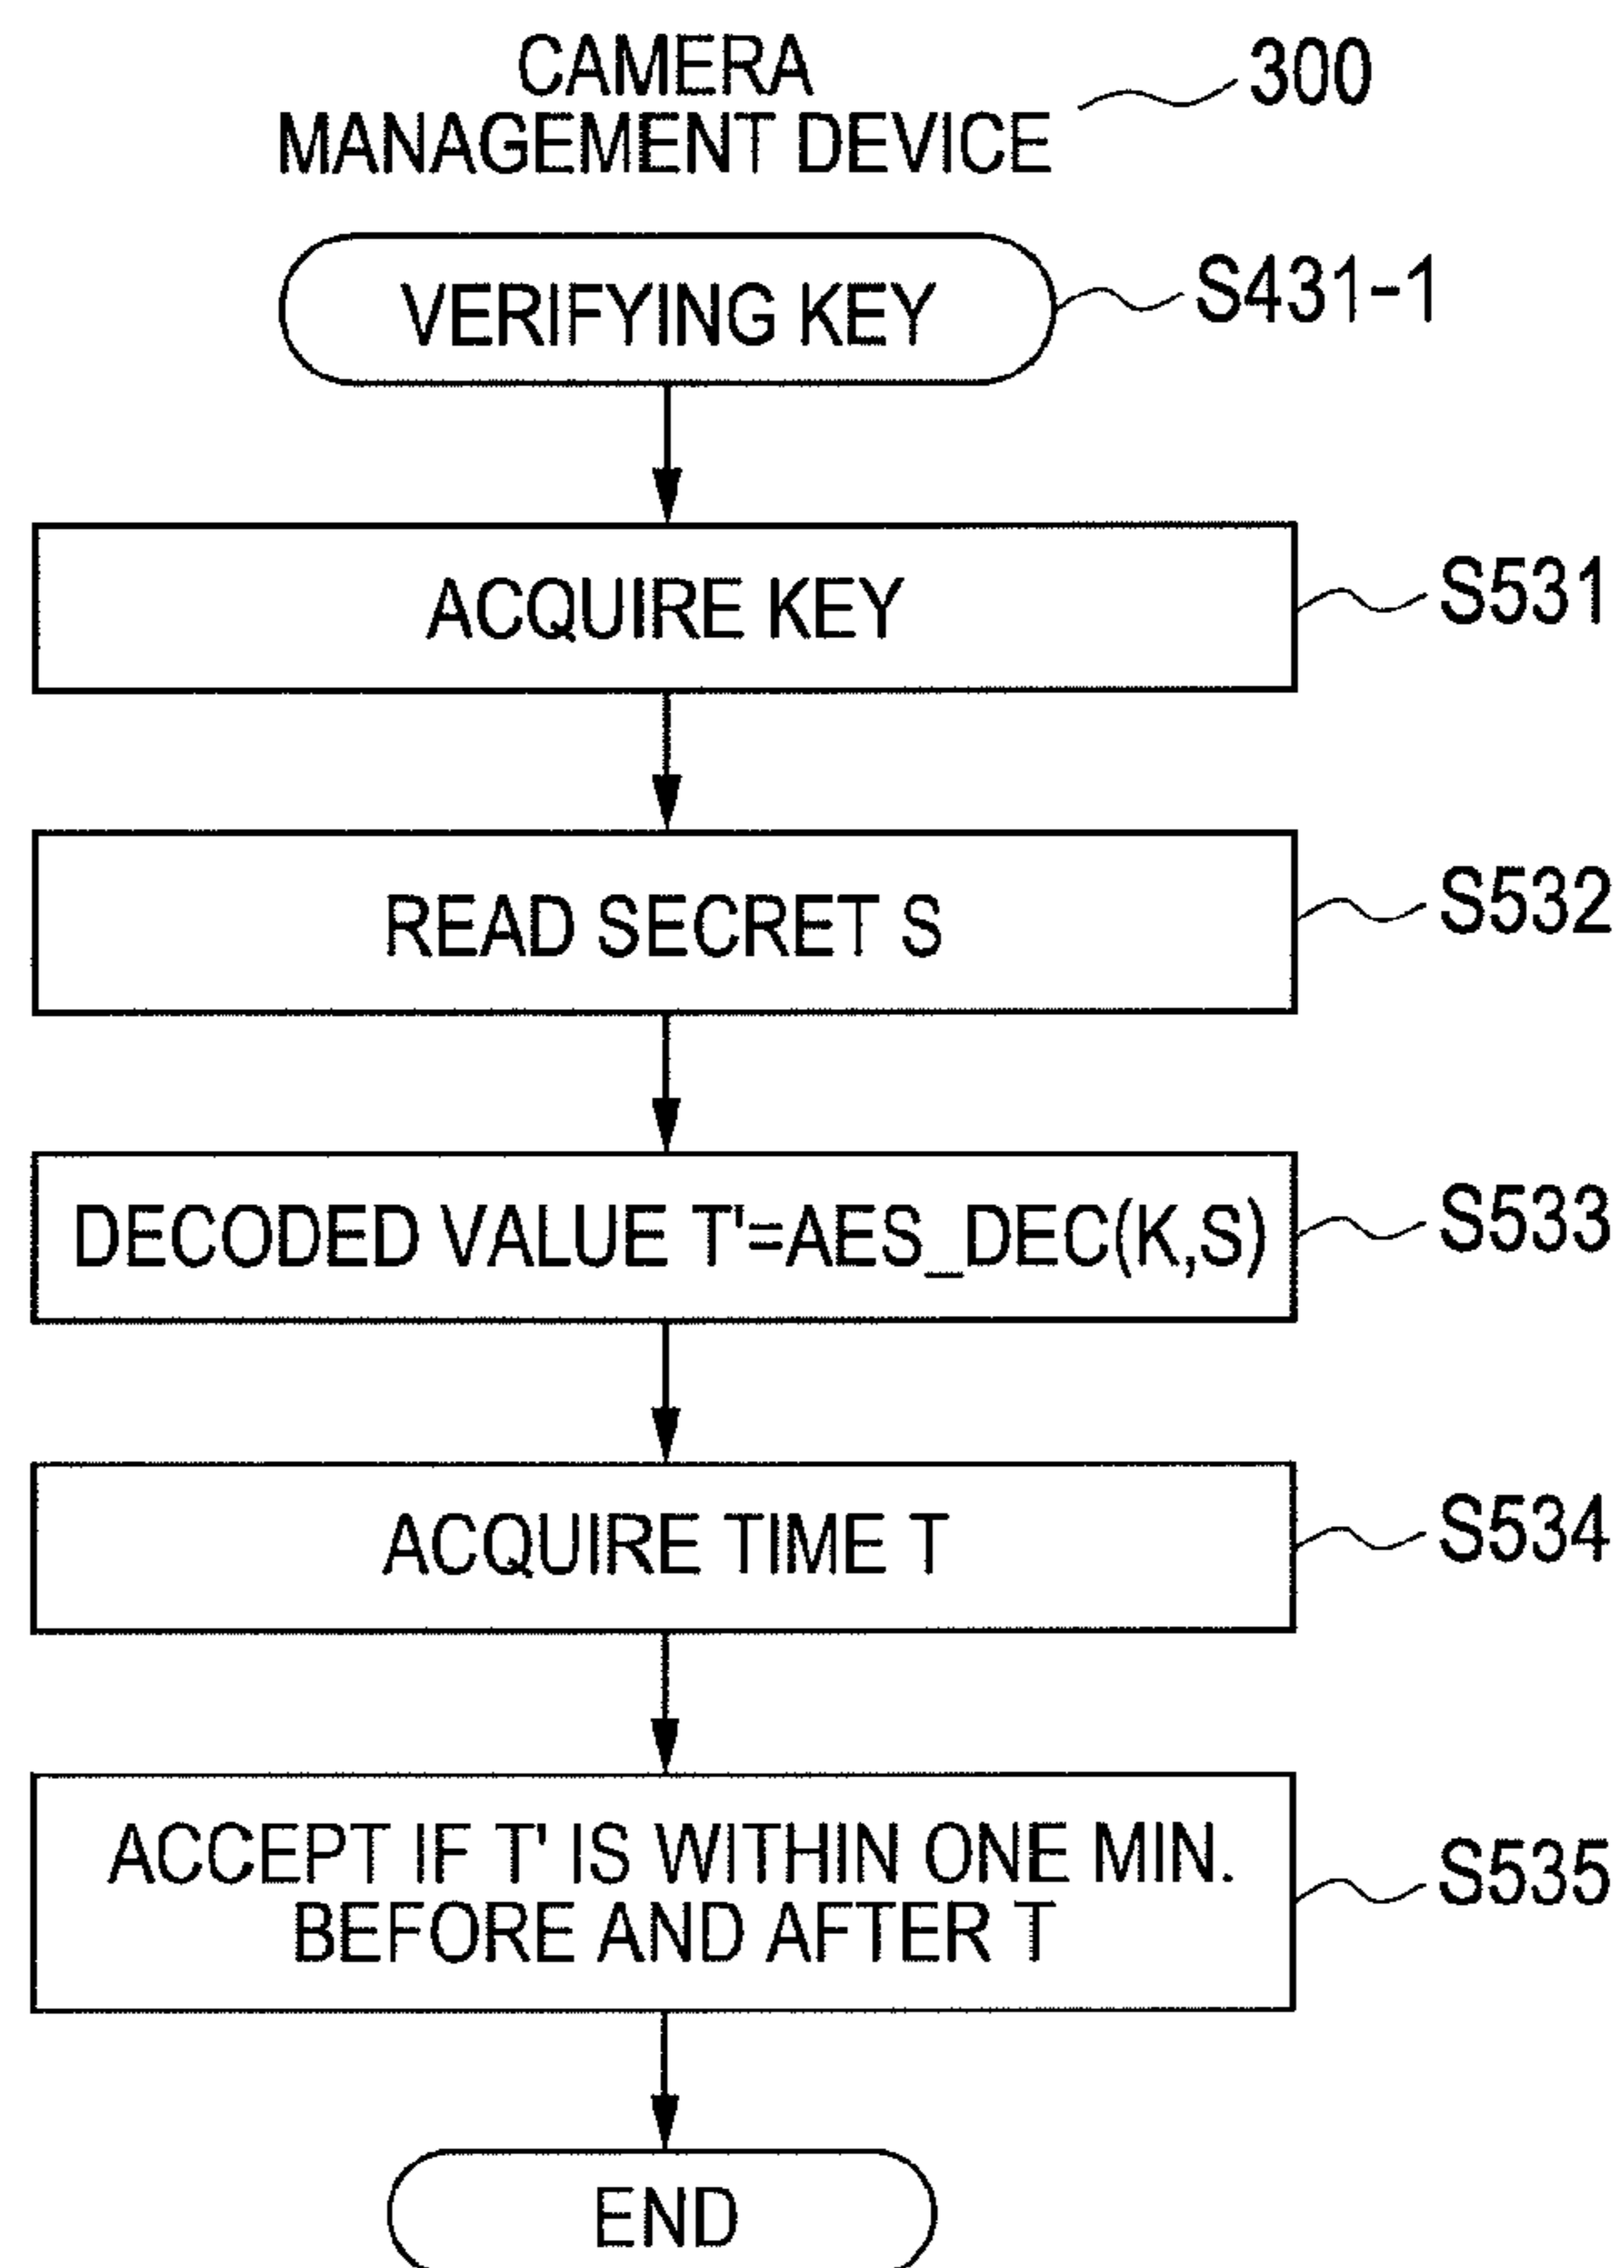 CAMERA
MANAGEMENT DEVICE
300
VERIFYING KEY
S431-1
ACQUIRE KEY
S531
READ SECRET S
S532
DECODED VALUE T'=AES_DEC(K,S)
S533
ACQUIRE TIME T
S534
ACCEPT IF T' IS WITHIN ONE MIN.
BEFORE AND AFTER T
S535
END